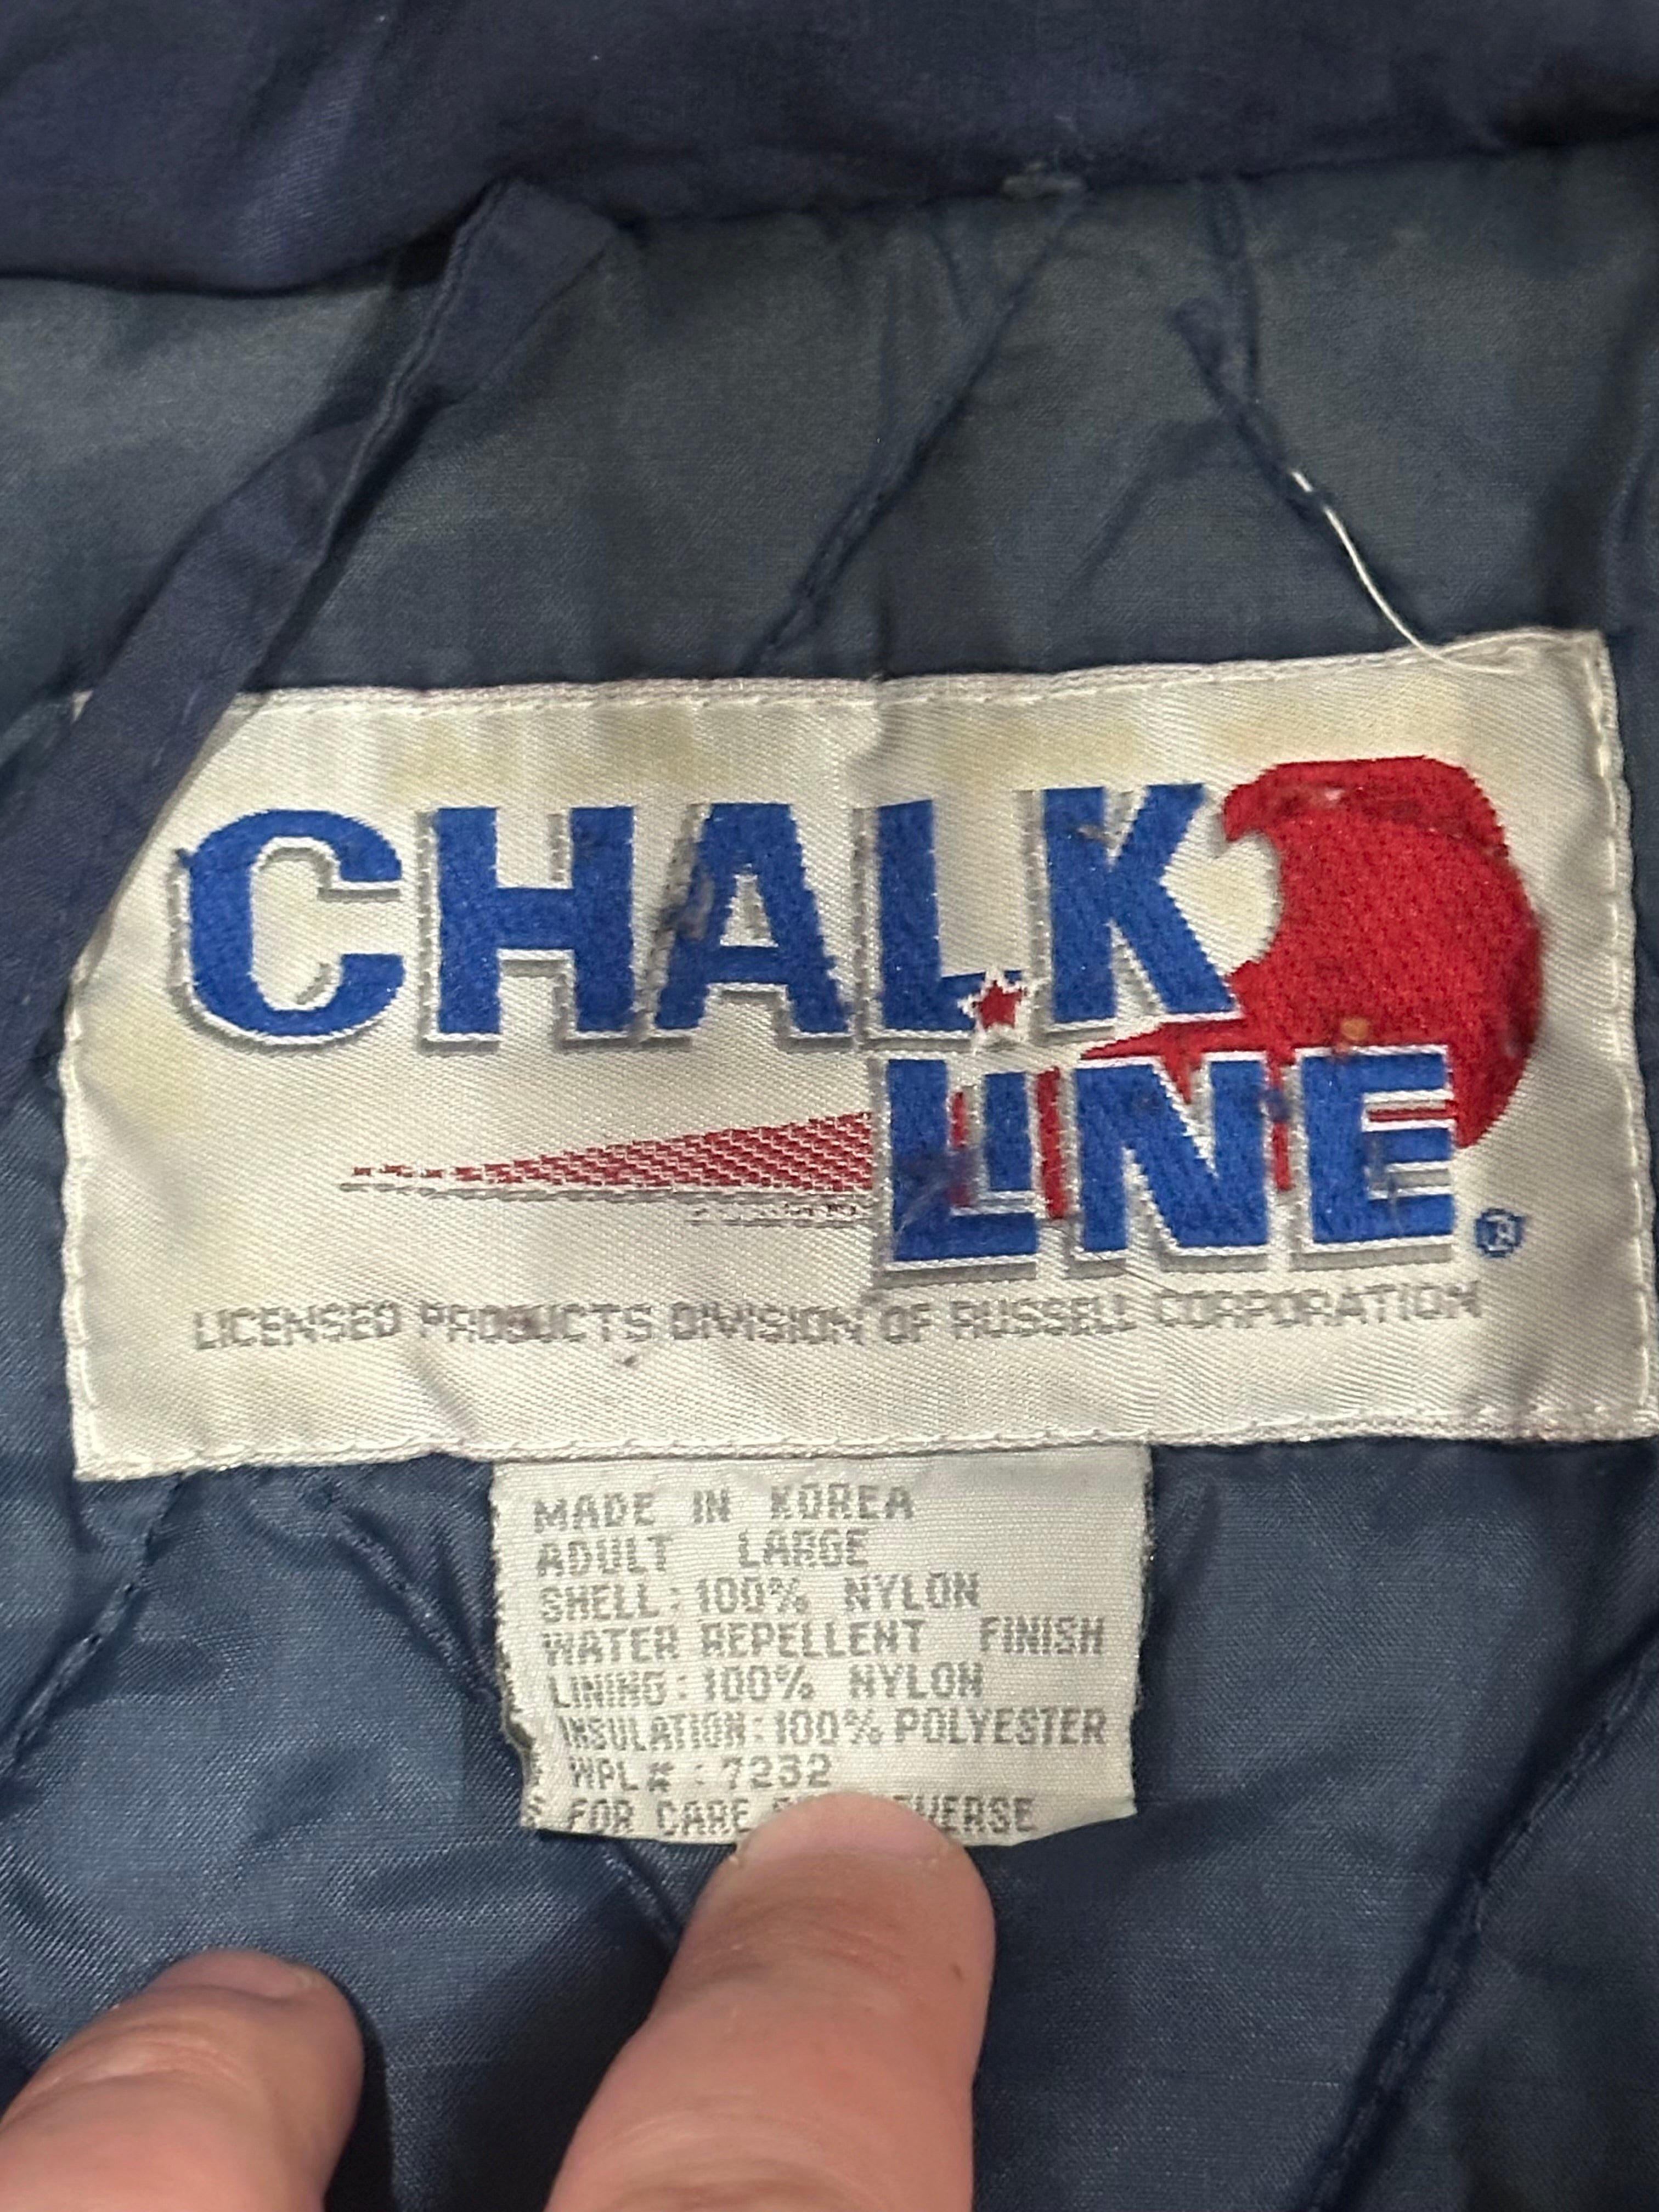 CHALK
LINE®
LICENSED PRODUCTS DIVISION OF RUSSELL CORPORATION
MADE IN KOREA
ADULT LARGE
SHELL: 100% NYLON
WATER REPELLENT FINISH
LINING: 100% NYLON
INSULATION: 100% POLYESTER
WPL# : 7232
FOR CARE